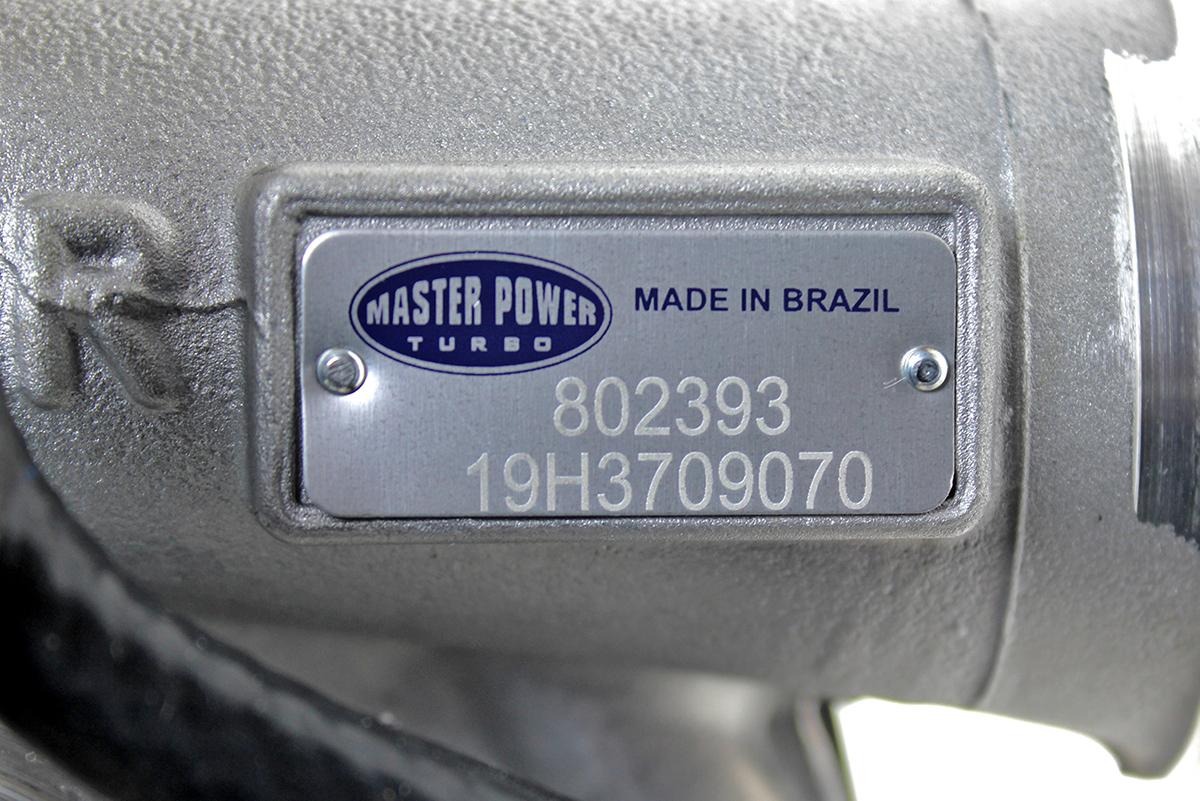 R
MASTER POWER
TURBO
MADE IN BRAZIL
802393
19H3709070